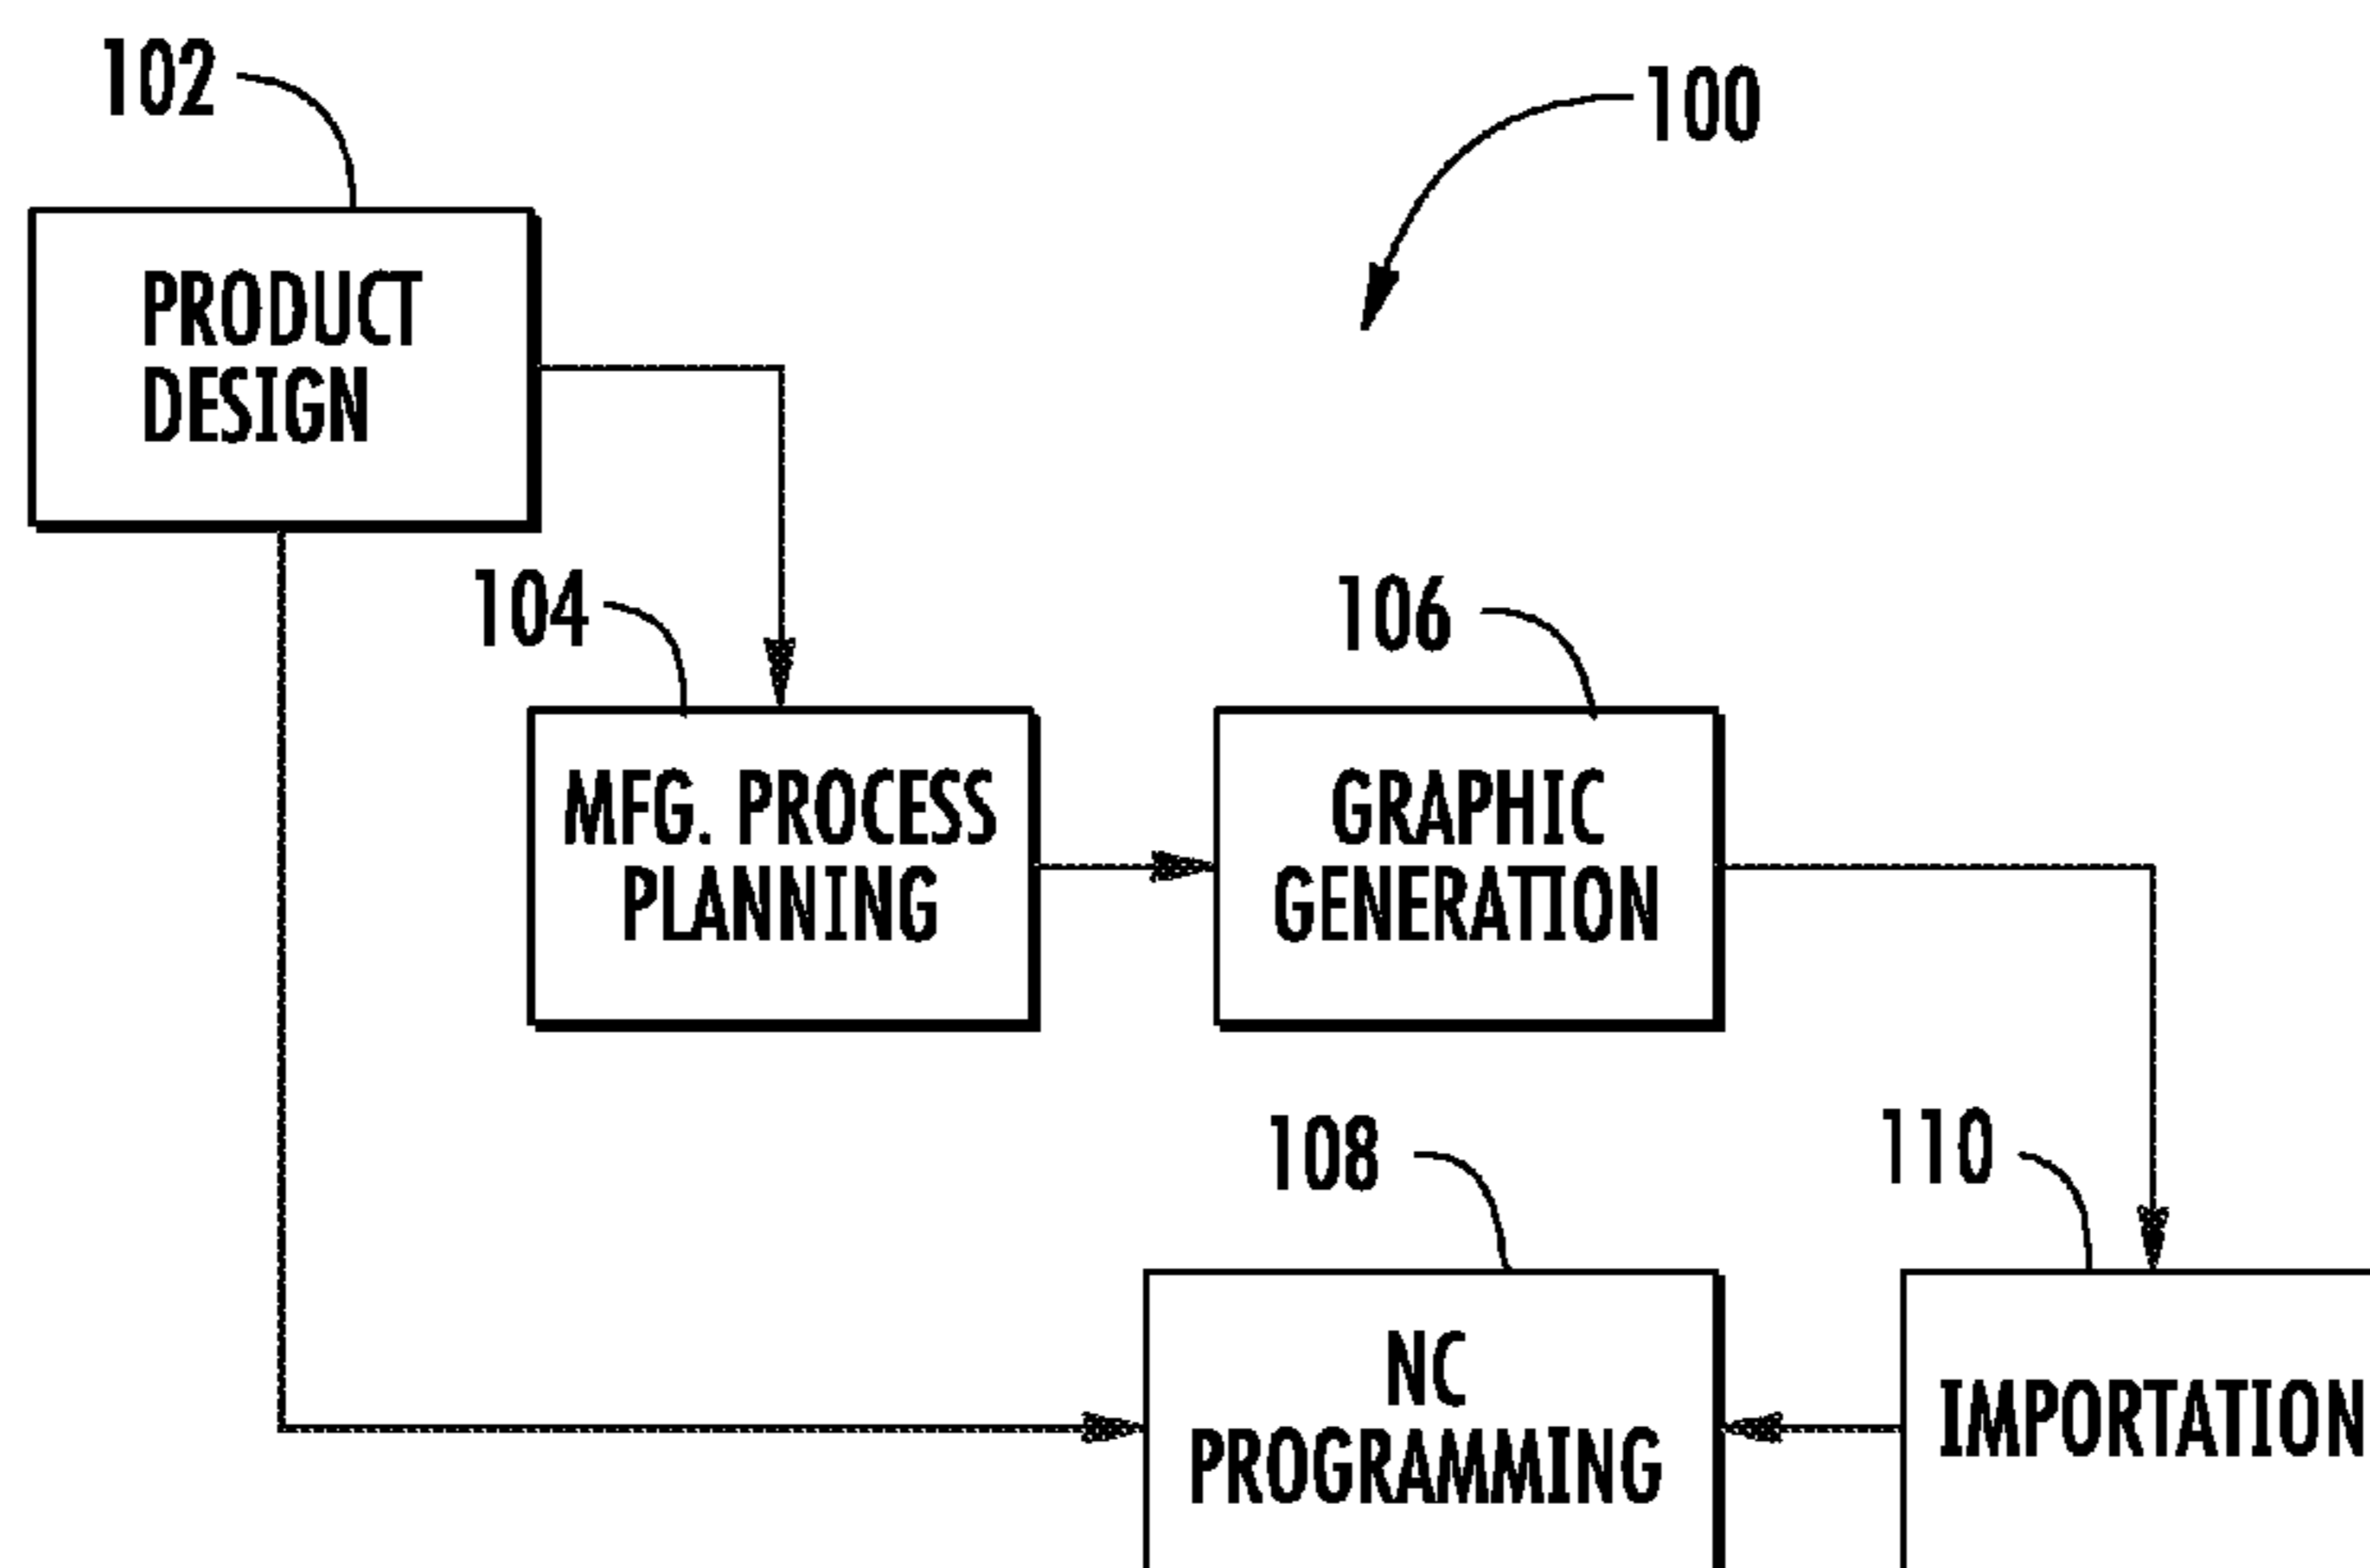 102
100
PRODUCT
DESIGN
104
106
MFG. PROCESS
PLANNING
GRAPHIC
GENERATION
108
110
NC
PROGRAMMING
IMPORTATION